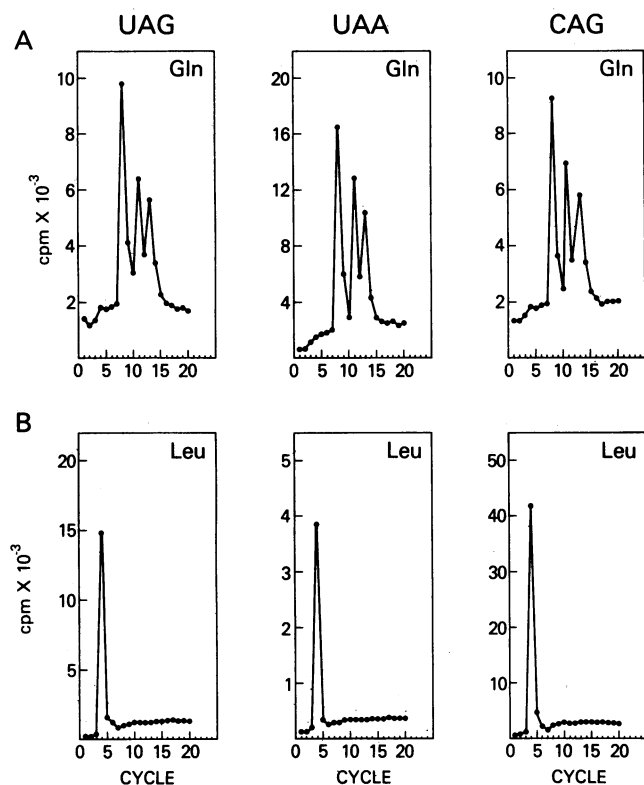 UAG UAA CAG
A
Gln Gln Gln
10 20 10
8 16 8
6 12 6
4 8 4
2 4 2
cpm X 10⁻³
0 5 10 15 20 0 5 10 15 20 0 5 10 15 20
B
Leu Leu Leu
20 5 50
15 4 40
10 3 30
5 2 20
1 10
cpm X 10⁻³
0 5 10 15 20 0 5 10 15 20 0 5 10 15 20
CYCLE CYCLE CYCLE